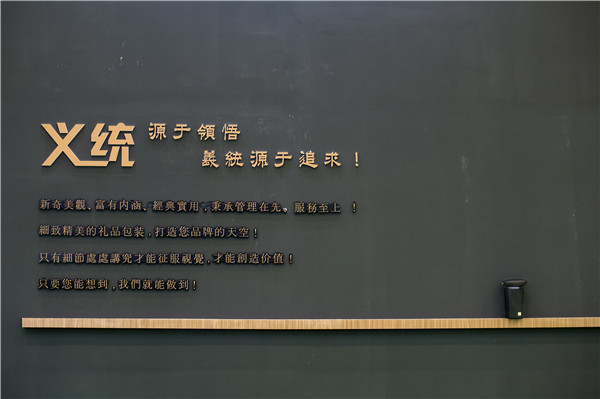 义统 源于領悟
義統源于追求！
新奇美觀、富有内涵、經典實用，秉承管理在先、服務至上！
細致精美的礼品包装，打造您品牌的天空！
只有細節處處講究才能征服視覺，才能創造价值！
只要您能想到，我們就能做到！